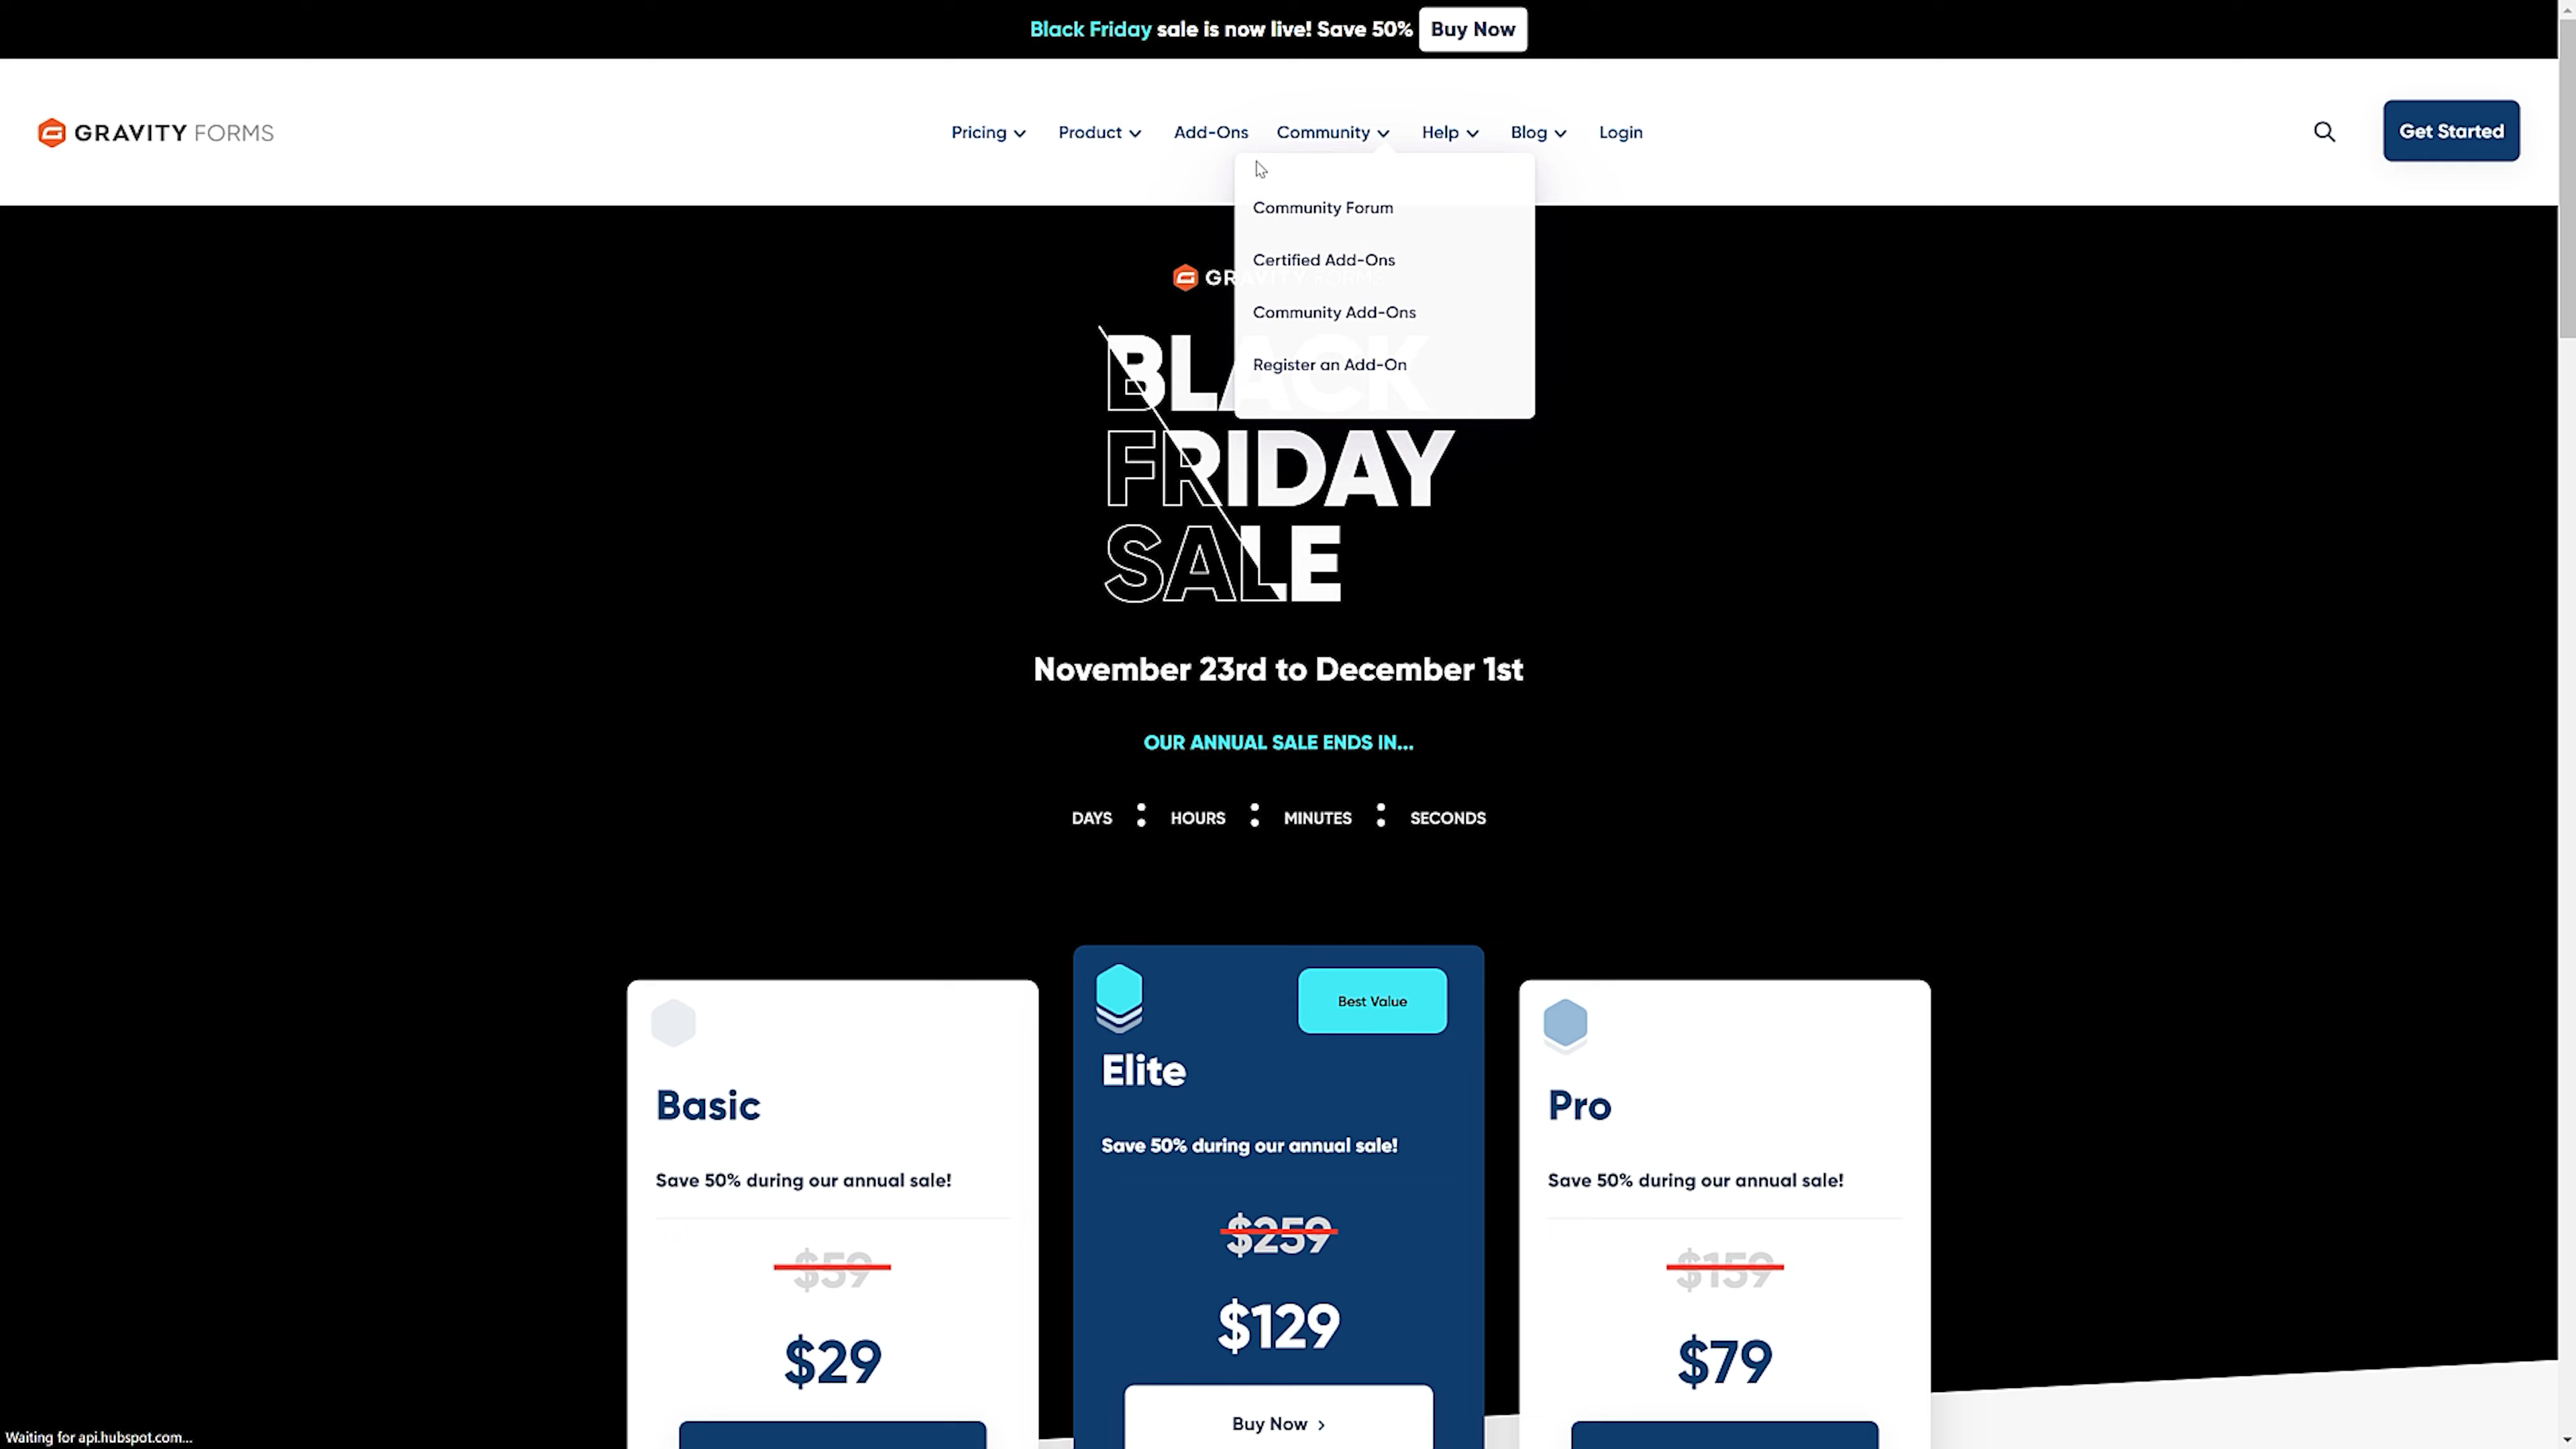 Black Friday sale is now live! Save 50% Buy Now
GRAVITY FORMS
Pricing Product Add-Ons Community Help Blog Login
Get Started
Community Forum
Certified Add-Ons
Community Add-Ons
Register an Add-On
BLACK
FRIDAY
SALE
November 23rd to December 1st
OUR ANNUAL SALE ENDS IN...
DAYS : HOURS : MINUTES : SECONDS
Basic
Save 50% during our annual sale!
$59
$29
Best Value
Elite
Save 50% during our annual sale!
$259
$129
Buy Now
Pro
Save 50% during our annual sale!
$159
$79
Waiting for api.hubspot.com...